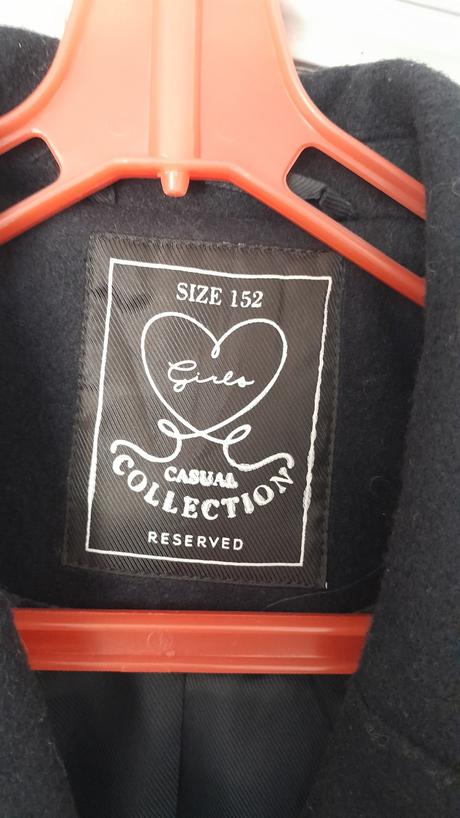 SIZE 152
Girls
CASUAL
COLLECTION
RESERVED